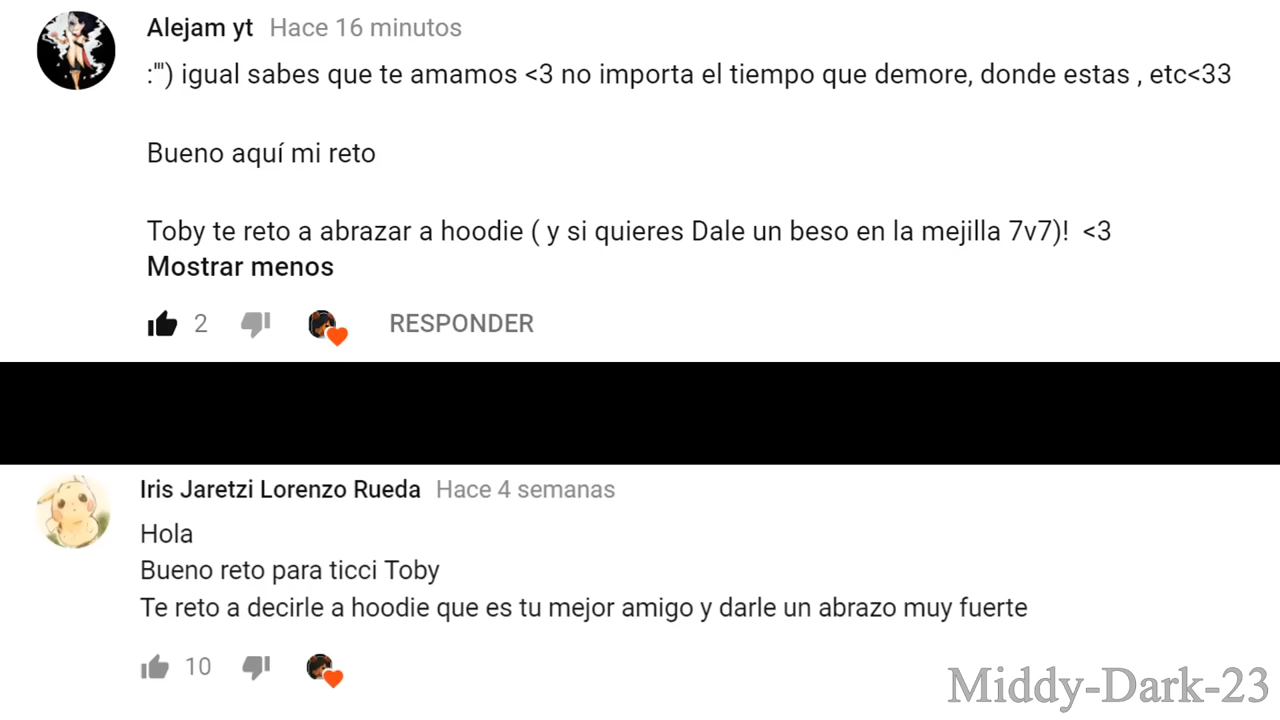 Alejam yt Hace 16 minutos
:''') igual sabes que te amamos <3 no importa el tiempo que demore, donde estas , etc<33
Bueno aquí mi reto
Toby te reto a abrazar a hoodie ( y si quieres Dale un beso en la mejilla 7v7)! <3
Mostrar menos
2 RESPONDER
Iris Jaretzi Lorenzo Rueda Hace 4 semanas
Hola
Bueno reto para ticci Toby
Te reto a decirle a hoodie que es tu mejor amigo y darle un abrazo muy fuerte
10
Middy-Dark-23